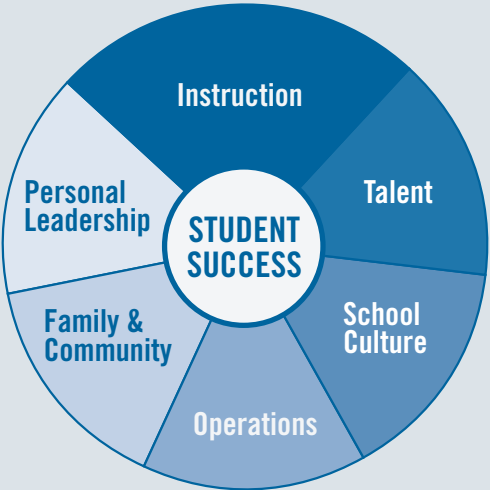 Instruction
Talent
School
Culture
Operations
Family &
Community
Personal
Leadership
STUDENT
SUCCESS